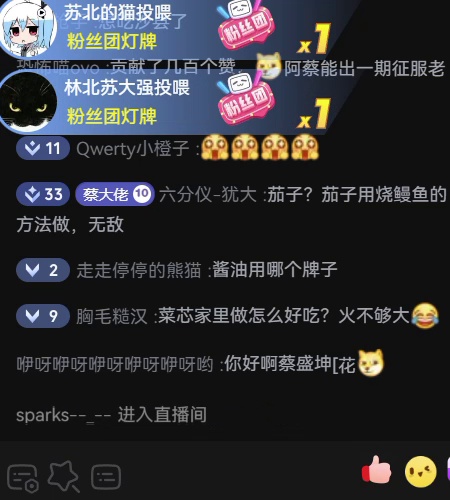 苏北的猫投喂
粉丝团灯牌
粉丝团
x1
恐怖喵ovo :贡献了几百个赞
阿蔡能出一期征服老
林北苏大强投喂
粉丝团灯牌
粉丝团
x1
11 Qwerty小橙子 :
33 蔡大佬 10 六分仪-犹大 :茄子？茄子用烧鳗鱼的
方法做，无敌
2 走走停停的熊猫 :酱油用哪个牌子
9 胸毛糙汉 :菜芯家里做怎么好吃？火不够大
咿呀咿呀咿呀咿呀咿呀哟 :你好啊蔡盛坤[花
sparks--_-- 进入直播间